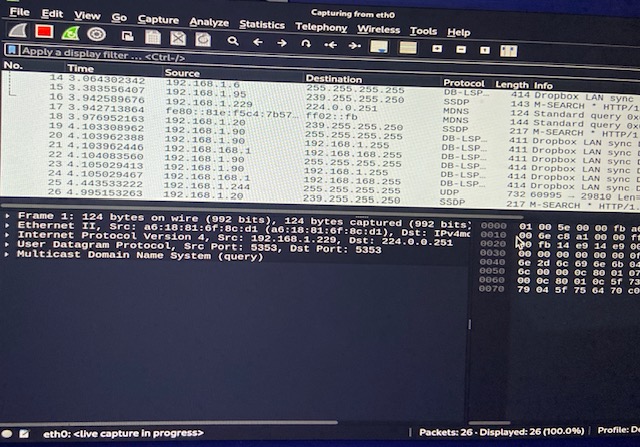 Capturing from eth0
File Edit View Go Capture Analyze Statistics Telephony Wireless Tools Help
Apply a display filter ... <Ctrl-/>
No. Time Source Destination Protocol Length Info
14 3.064302342 192.168.1.6 255.255.255.255 DB-LSP… 414 Dropbox LAN sync
15 3.383556407 192.168.1.95 239.255.255.250 SSDP 143 M-SEARCH * HTTP/1
16 3.942589676 192.168.1.229 224.0.0.251 MDNS 124 Standard query 0x
17 3.942713864 fe80::81e:f5c4:7b57… ff02::fb MDNS 144 Standard query 0x
18 3.976952163 192.168.1.20 239.255.255.250 SSDP 217 M-SEARCH * HTTP/
19 4.103308962 192.168.1.90 255.255.255.255 DB-LSP… 411 Dropbox LAN sync D
20 4.103962388 192.168.1.90 192.168.1.255 DB-LSP… 411 Dropbox LAN sync
21 4.103962446 192.168.168.1 192.168.168.255 DB-LSP… 411 Dropbox LAN sync
22 4.104083560 192.168.1.90 255.255.255.255 DB-LSP… 411 Dropbox LAN sync
23 4.105029413 192.168.1.90 255.255.255.255 DB-LSP… 411 Dropbox LAN sync
24 4.105029467 192.168.168.1 255.255.255.255 DB-LSP… 411 Dropbox LAN sync
25 4.443533222 192.168.1.244 255.255.255.255 UDP 732 60995 → 29810 Len=
26 4.995153263 192.168.1.20 239.255.255.250 SSDP 217 M-SEARCH * HTTP/1.
Frame 1: 124 bytes on wire (992 bits), 124 bytes captured (992 bits)
Ethernet II, Src: a6:18:81:6f:8c:d1 (a6:18:81:6f:8c:d1), Dst: IPv4mc
Internet Protocol Version 4, Src: 192.168.1.229, Dst: 224.0.0.251
User Datagram Protocol, Src Port: 5353, Dst Port: 5353
Multicast Domain Name System (query)
0000 01 00 5e 00 00 fb a6
0010 00 6e c8 a1 00 00 ff
0020 00 fb 14 e9 14 e9 00
0030 00 00 00 00 00 00 0f
0040 6e 2d 6c 69 6e 6b 04
0050 6c 00 00 0c 80 01 07
0060 00 0c 80 01 0c 5f 73
0070 79 04 5f 75 64 70 c0
eth0: <live capture in progress> Packets: 26 · Displayed: 26 (100.0%) Profile: De